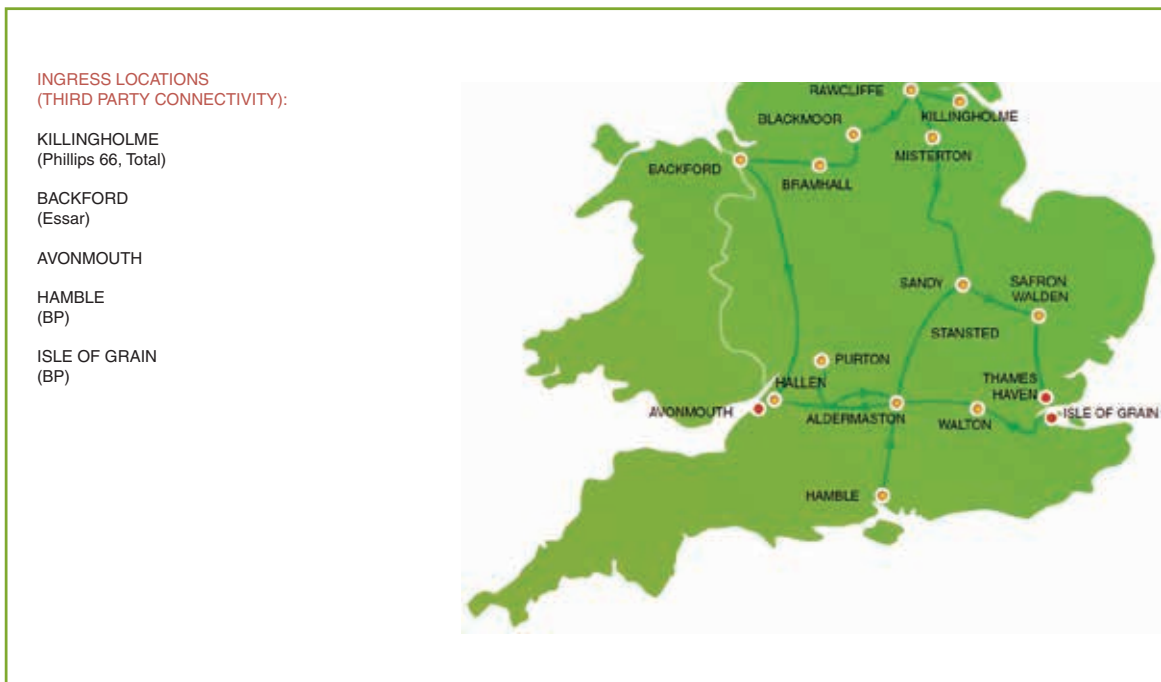 INGRESS LOCATIONS
(THIRD PARTY CONNECTIVITY):
KILLINGHOLME
(Phillips 66, Total)
BACKFORD
(Essar)
AVONMOUTH
HAMBLE
(BP)
ISLE OF GRAIN
(BP)
RAWCLIFFE
KILLINGHOLME
BLACKMOOR
MISTERTON
BACKFORD
BRAMHALL
SANDY
SAFRON
WALDEN
STANSTED
PURTON
HALLEN
THAMES
HAVEN
AVONMOUTH
ALDERMASTON
WALTON
ISLE OF GRAIN
HAMBLE